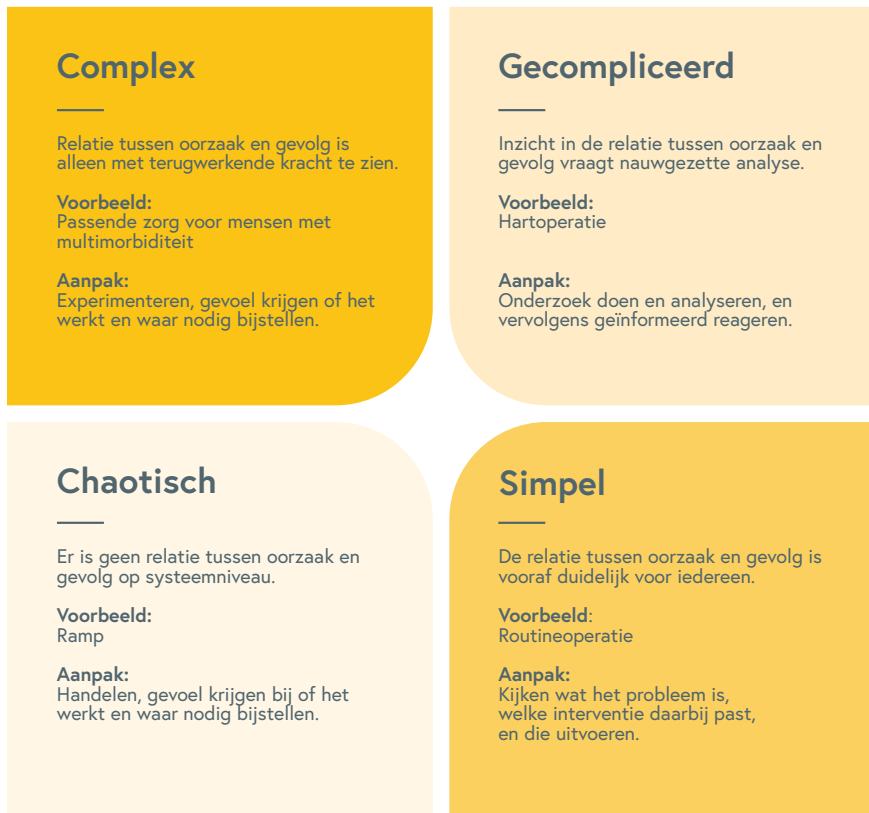 Complex
Relatie tussen oorzaak en gevolg is
alleen met terugwerkende kracht te zien.
Voorbeeld:
Passende zorg voor mensen met
multimorbiditeit
Aanpak:
Experimenteren, gevoel krijgen of het
werkt en waar nodig bijstellen.
Gecompliceerd
Inzicht in de relatie tussen oorzaak en
gevolg vraagt nauwgezette analyse.
Voorbeeld:
Hartoperatie
Aanpak:
Onderzoek doen en analyseren, en
vervolgens geïnformeerd reageren.
Chaotisch
Er is geen relatie tussen oorzaak en
gevolg op systeemniveau.
Voorbeeld:
Ramp
Aanpak:
Handelen, gevoel krijgen bij of het
werkt en waar nodig bijstellen.
Simpel
De relatie tussen oorzaak en gevolg is
vooraf duidelijk voor iedereen.
Voorbeeld:
Routineoperatie
Aanpak:
Kijken wat het probleem is,
welke interventie daarbij past,
en die uitvoeren.